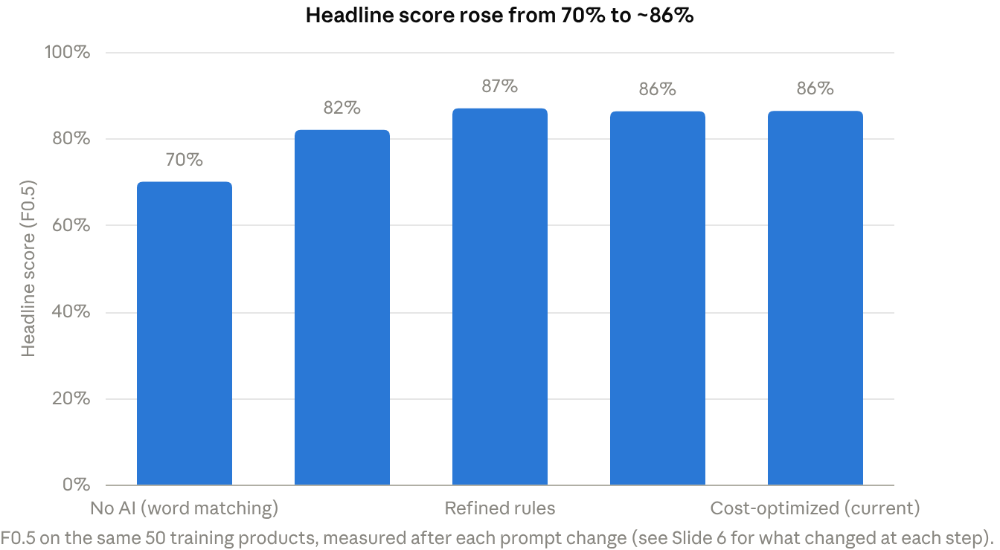 Headline score rose from 70% to ~86%
100%
80%
60%
40%
20%
0%
Headline score (F0.5)
70%
82%
87%
86%
86%
No AI (word matching)
Refined rules
Cost-optimized (current)
F0.5 on the same 50 training products, measured after each prompt change (see Slide 6 for what changed at each step).